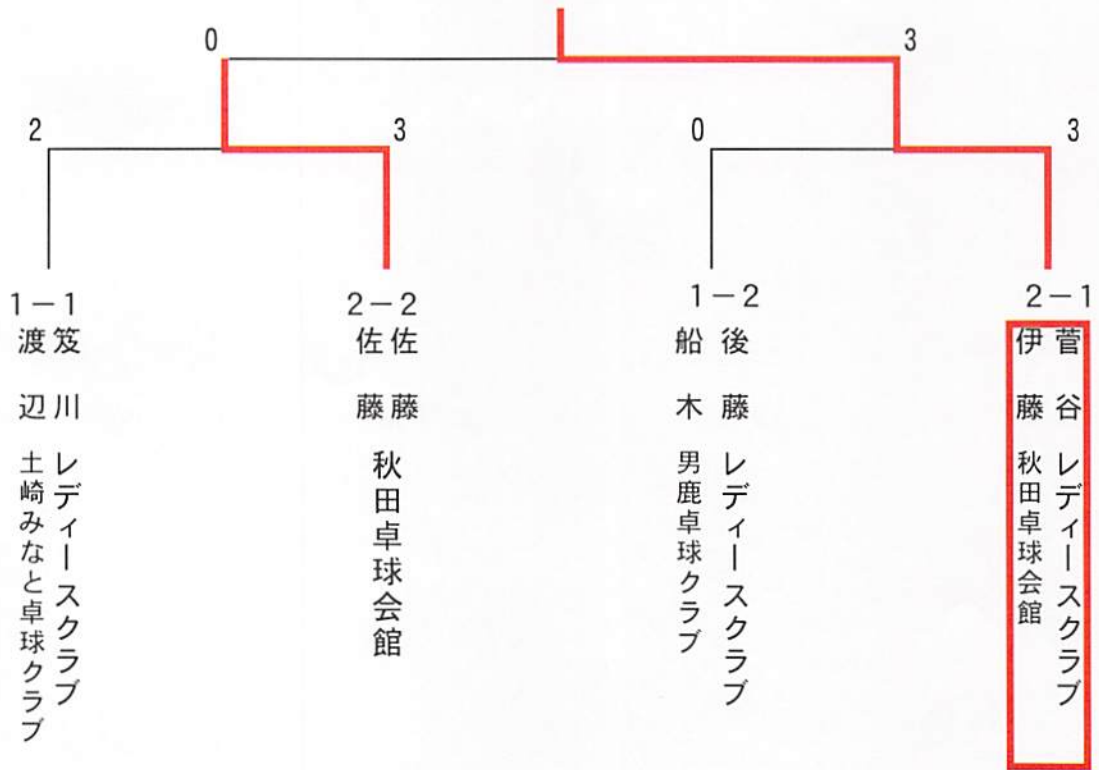 0
3
2
3
0
3
1－1
2－2
1－2
2－1
笈川 レディースクラブ
渡辺 土崎みなと卓球クラブ
佐藤
佐藤
秋田卓球会館
後藤 レディースクラブ
船木 男鹿卓球クラブ
菅谷 レディースクラブ
伊藤 秋田卓球会館